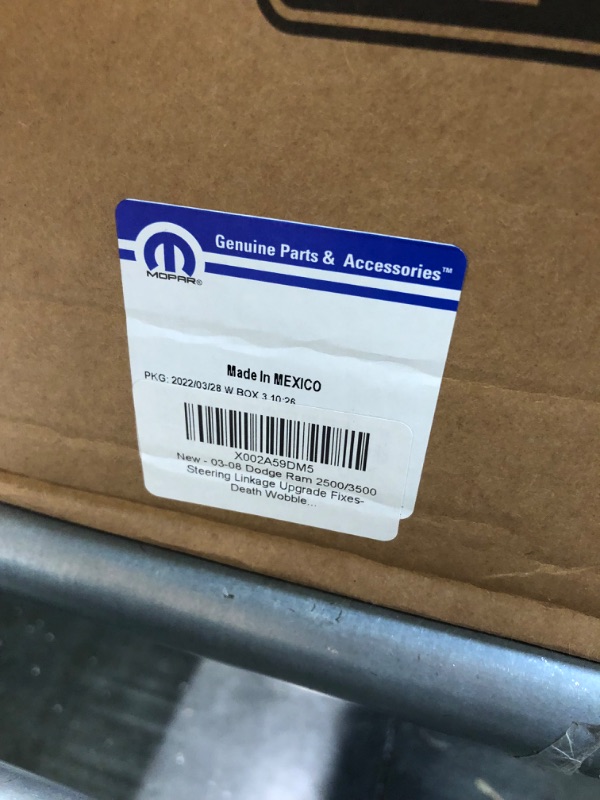 Genuine Parts & Accessories™
MOPAR®
Made In MEXICO
PKG: 2022/03/28 W BOX 3 10:26
X002A59DM5
New - 03-08 Dodge Ram 2500/3500
Steering Linkage Upgrade Fixes-
Death Wobble...